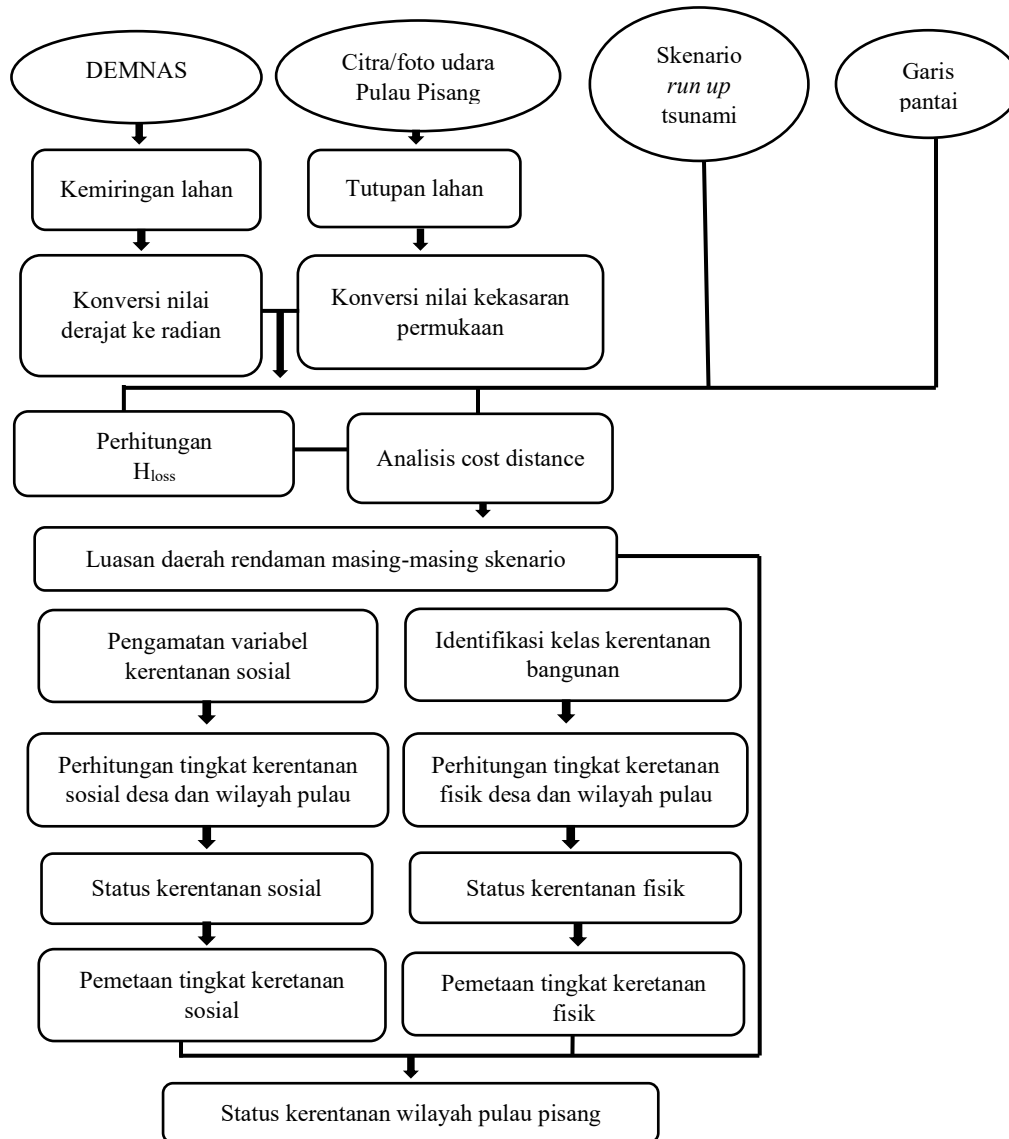 DEMNAS
Citra/foto udara
Pulau Pisang
Skenario
run up
tsunami
Garis
pantai
Kemiringan lahan
Tutupan lahan
Konversi nilai
derajat ke radian
Konversi nilai kekasaran
permukaan
Perhitungan
Hloss
Analisis cost distance
Luasan daerah rendaman masing-masing skenario
Pengamatan variabel
kerentanan sosial
Identifikasi kelas kerentanan
bangunan
Perhitungan tingkat kerentanan
sosial desa dan wilayah pulau
Perhitungan tingkat keretanan
fisik desa dan wilayah pulau
Status kerentanan sosial
Status kerentanan fisik
Pemetaan tingkat keretanan
sosial
Pemetaan tingkat keretanan
fisik
Status kerentanan wilayah pulau pisang